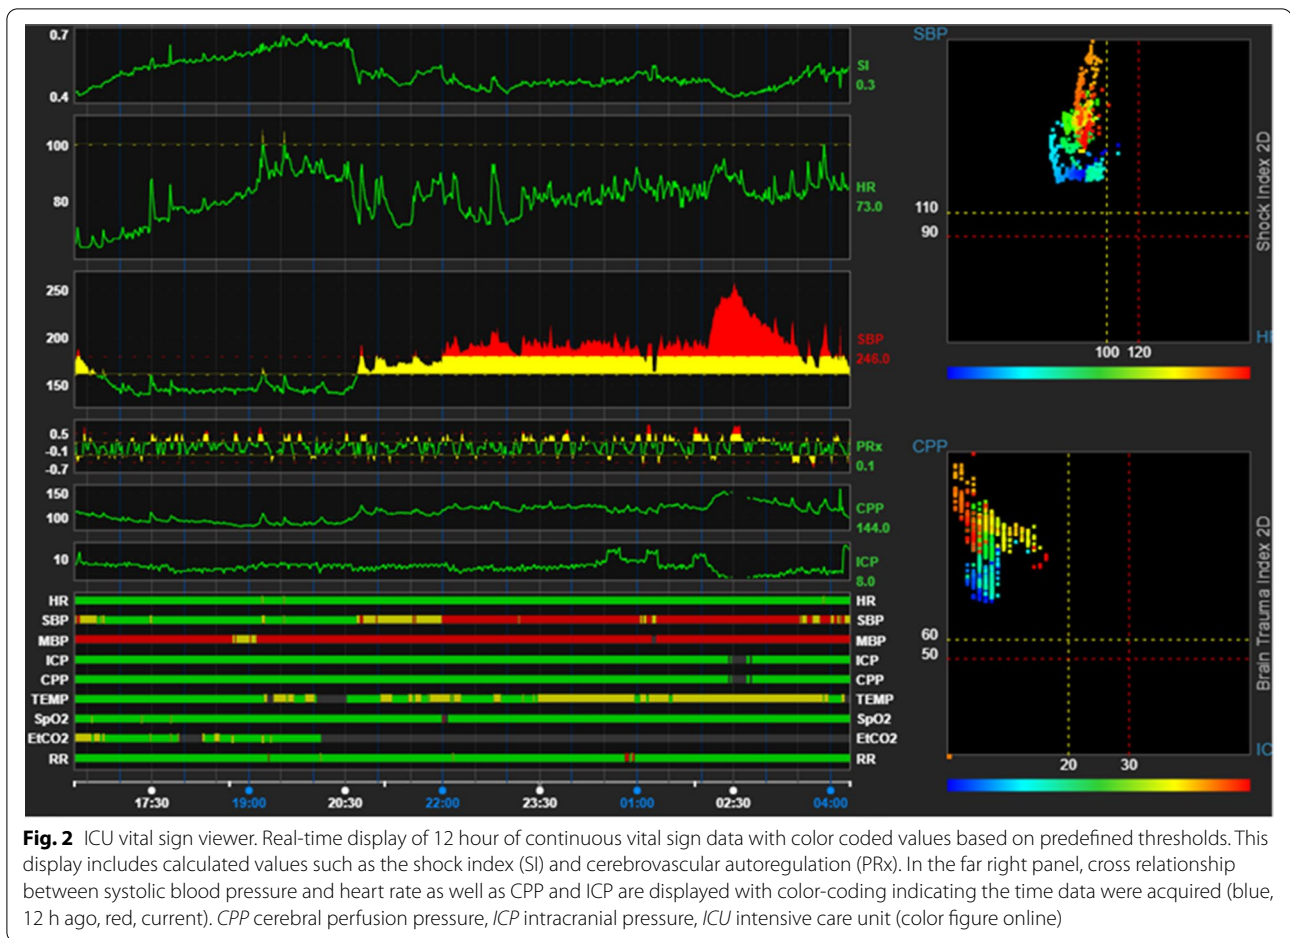 0.7
0.4
SI
0.3
100
80
HR
73.0
250
200
150
SBP
246.0
0.5
-0.1
-0.7
PRx
0.1
150
100
CPP
144.0
10
ICP
8.0
HR HR
SBP SBP
MBP MBP
ICP ICP
CPP CPP
TEMP TEMP
SpO2 SpO2
EtCO2 EtCO2
RR RR
17:30 19:00 20:30 22:00 23:30 01:00 02:30 04:00
SBP
110
90
100 120
HI
Shock Index 2D
CPP
60
50
20 30
IC
Brain Trauma Index 2D
Fig. 2 ICU vital sign viewer. Real-time display of 12 hour of continuous vital sign data with color coded values based on predefined thresholds. This
display includes calculated values such as the shock index (SI) and cerebrovascular autoregulation (PRx). In the far right panel, cross relationship
between systolic blood pressure and heart rate as well as CPP and ICP are displayed with color-coding indicating the time data were acquired (blue,
12 h ago, red, current). CPP cerebral perfusion pressure, ICP intracranial pressure, ICU intensive care unit (color figure online)